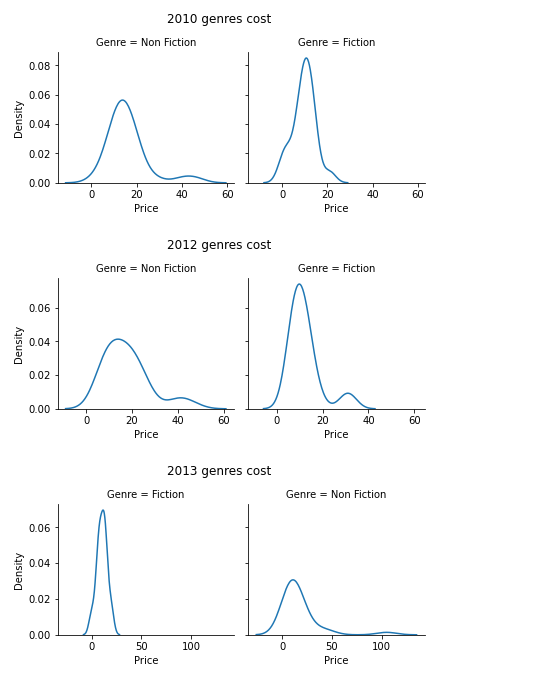 2010 genres cost
Genre = Non Fiction
Genre = Fiction
0.08
0.06
0.04
0.02
0.00
Density
0 20 40 60
0 20 40 60
Price
Price
2012 genres cost
Genre = Non Fiction
Genre = Fiction
0.06
0.04
0.02
0.00
Density
0 20 40 60
0 20 40 60
Price
Price
2013 genres cost
Genre = Fiction
Genre = Non Fiction
0.06
0.04
0.02
0.00
Density
0 50 100
0 50 100
Price
Price